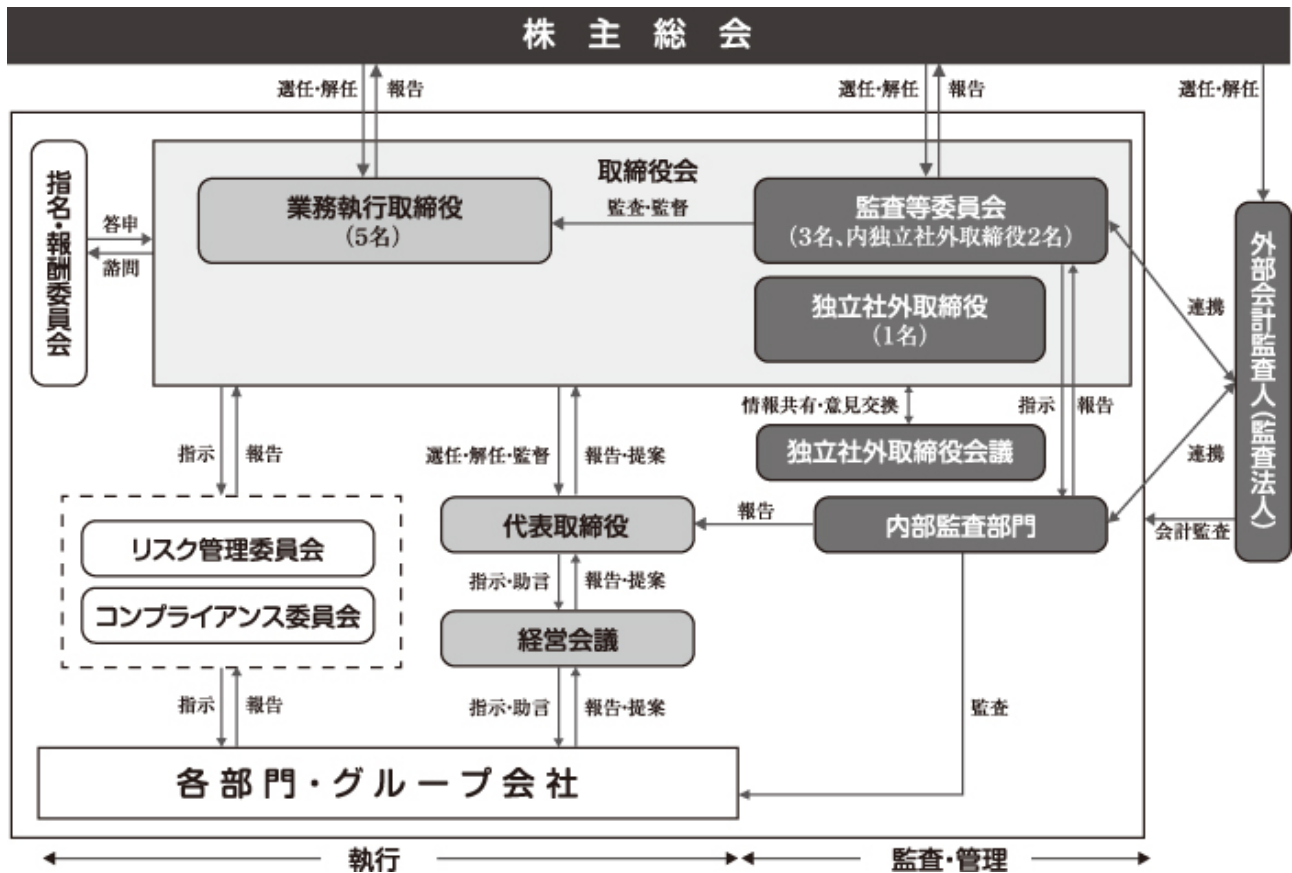 株主総会
選任・解任
報告
選任・解任
報告
選任・解任
指名・報酬委員会
答申
諮問
取締役会
業務執行取締役
(5名)
監査・監督
監査等委員会
(3名、内独立社外取締役2名)
独立社外取締役
(1名)
連携
外部会計監査人(監査法人)
指示
報告
選任・解任・監督
報告・提案
情報共有・意見交換
指示
報告
独立社外取締役会議
連携
代表取締役
報告
内部監査部門
会計監査
リスク管理委員会
コンプライアンス委員会
指示・助言
報告・提案
経営会議
指示
報告
指示・助言
報告・提案
監査
各部門・グループ会社
執行
監査・管理